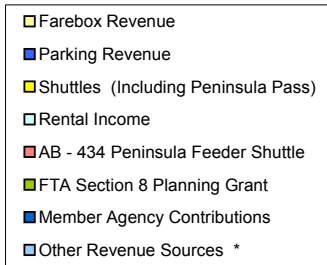 Farebox Revenue
Parking Revenue
Shuttles (Including Peninsula Pass)
Rental Income
AB - 434 Peninsula Feeder Shuttle
FTA Section 8 Planning Grant
Member Agency Contributions
Other Revenue Sources *